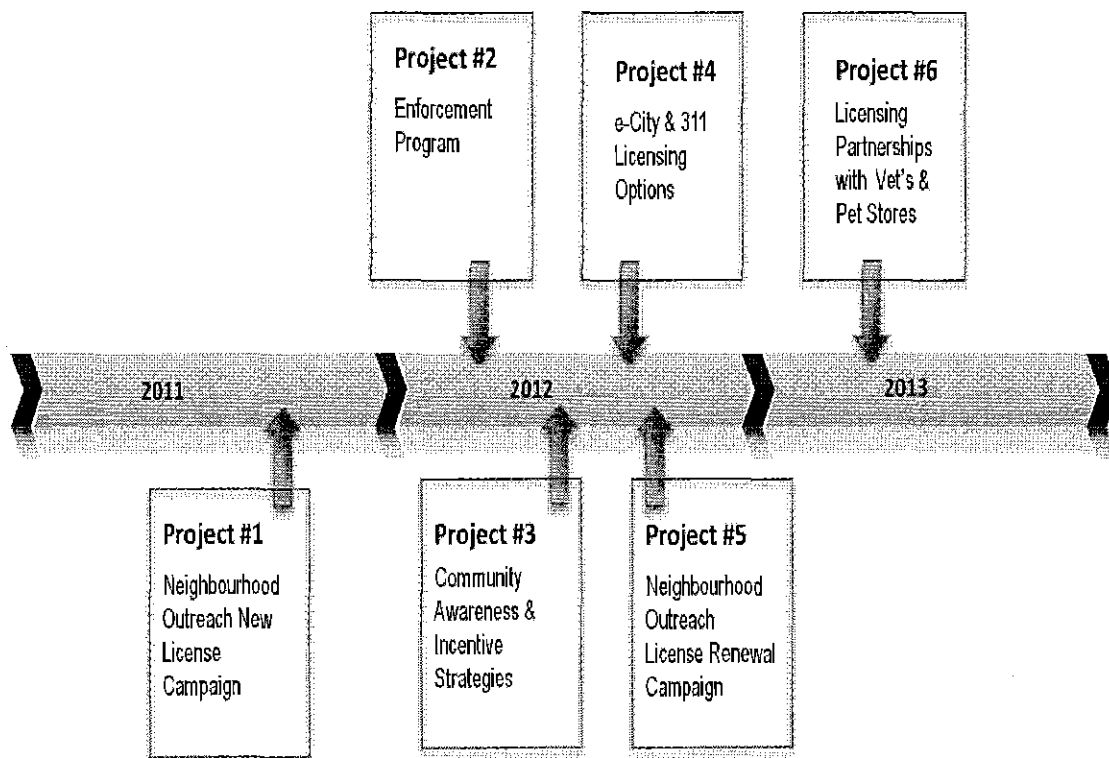 Project #2
Enforcement
Program
Project #4
e-City & 311
Licensing
Options
Project #6
Licensing
Partnerships
with Vet's &
Pet Stores
2011
2012
2013
Project #1
Neighbourhood
Outreach New
License
Campaign
Project #3
Community
Awareness &
Incentive
Strategies
Project #5
Neighbourhood
Outreach
License Renewal
Campaign